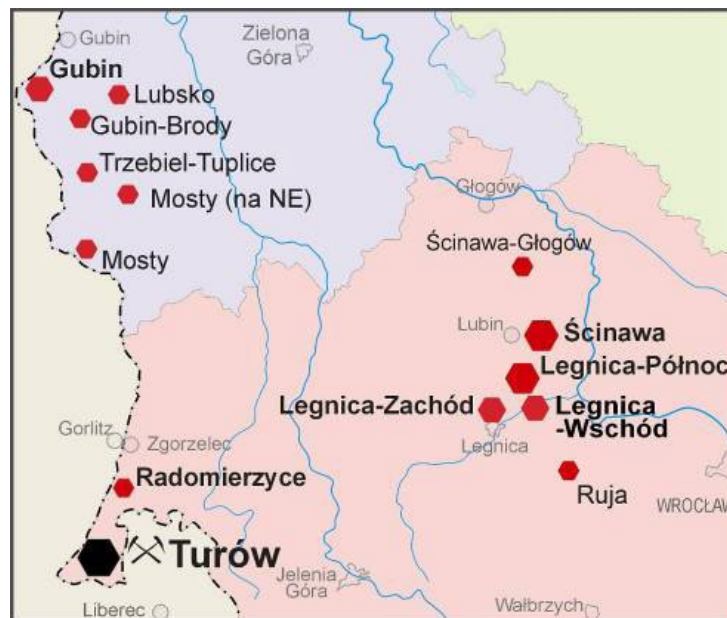 Gubin
Zielona
Góra
Gubin
Lubsko
Gubin-Brody
Trzebiel-Tuplice
Mosty (na NE)
Głogów
Ścinawa-Głogów
Mosty
Lubin
Ścinawa
Legnica-Północ
Legnica-Zachód
Legnica
-Wschód
Legnica
Gorlitz
Zgorzelec
Radomierzyce
Ruja
WROCŁAW
Turów
Jelenia
Góra
Liberec
Wałbrzych